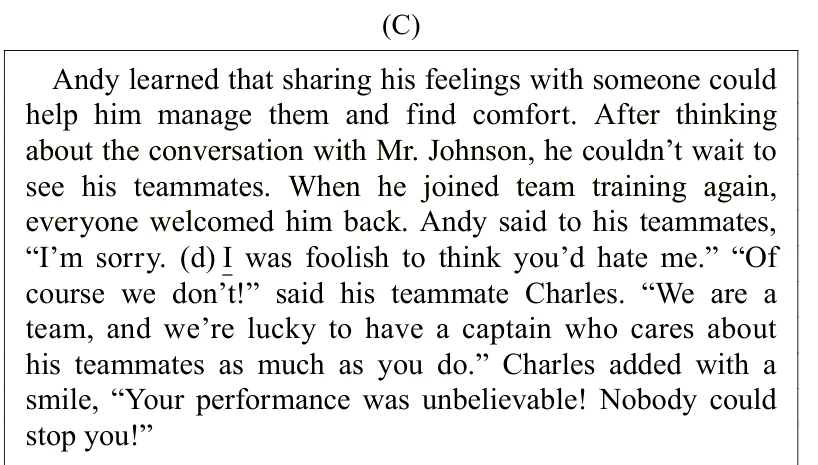 (C)
Andy learned that sharing his feelings with someone could
help him manage them and find comfort. After thinking
about the conversation with Mr. Johnson, he couldn’t wait to
see his teammates. When he joined team training again,
everyone welcomed him back. Andy said to his teammates,
“I’m sorry. (d) I was foolish to think you’d hate me.” “Of
course we don’t!” said his teammate Charles. “We are a
team, and we’re lucky to have a captain who cares about
his teammates as much as you do.” Charles added with a
smile, “Your performance was unbelievable! Nobody could
stop you!”